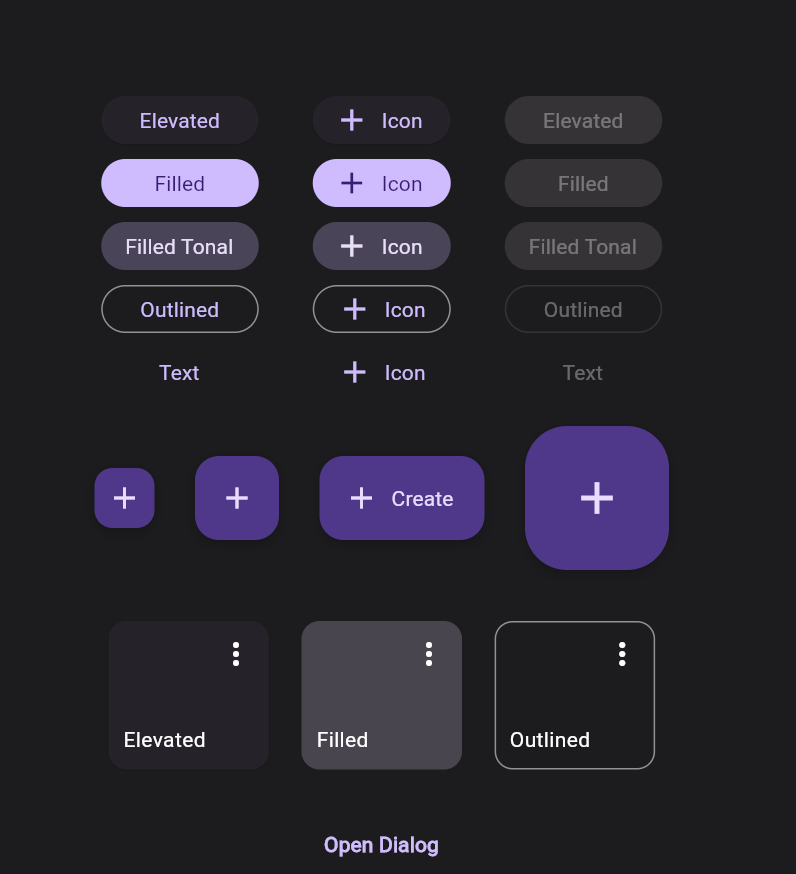 Elevated Icon Elevated
Filled Icon Filled
Filled Tonal Icon Filled Tonal
Outlined Icon Outlined
Text Icon Text
Create
Elevated Filled Outlined
Open Dialog